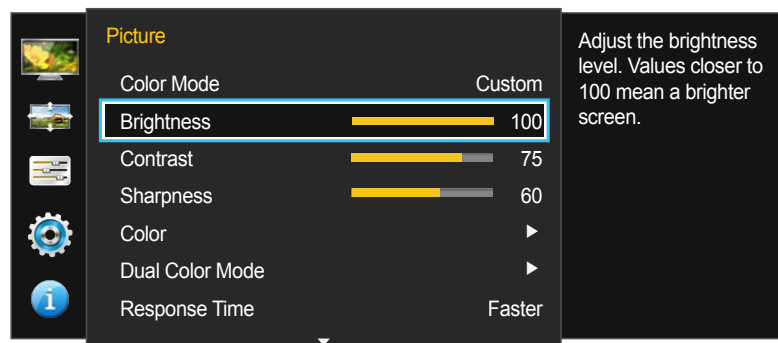 Picture
Color Mode Custom
Brightness 100
Contrast 75
Sharpness 60
Color
Dual Color Mode
Response Time Faster
Adjust the brightness
level. Values closer to
100 mean a brighter
screen.